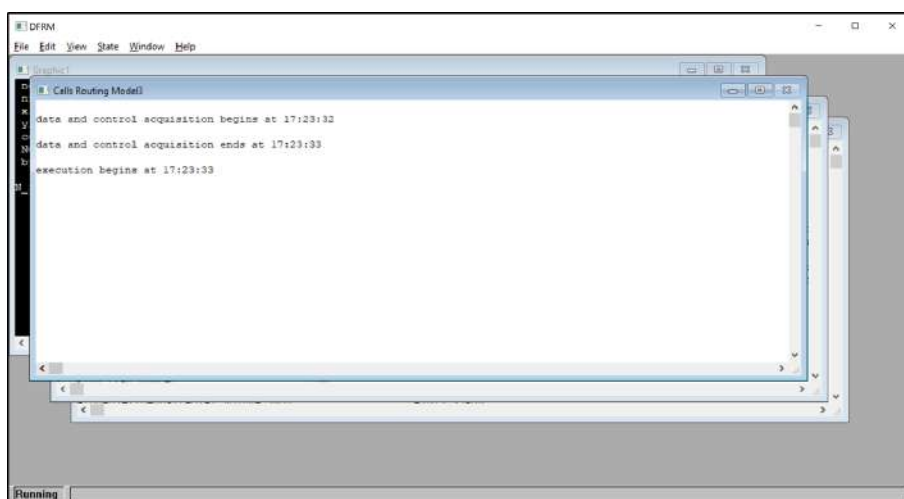 DFRM
File Edit View State Window Help
Graphic1
Cells Routing Model3
data and control acquisition begins at 17:23:32
data and control acquisition ends at 17:23:33
execution begins at 17:23:33
Running